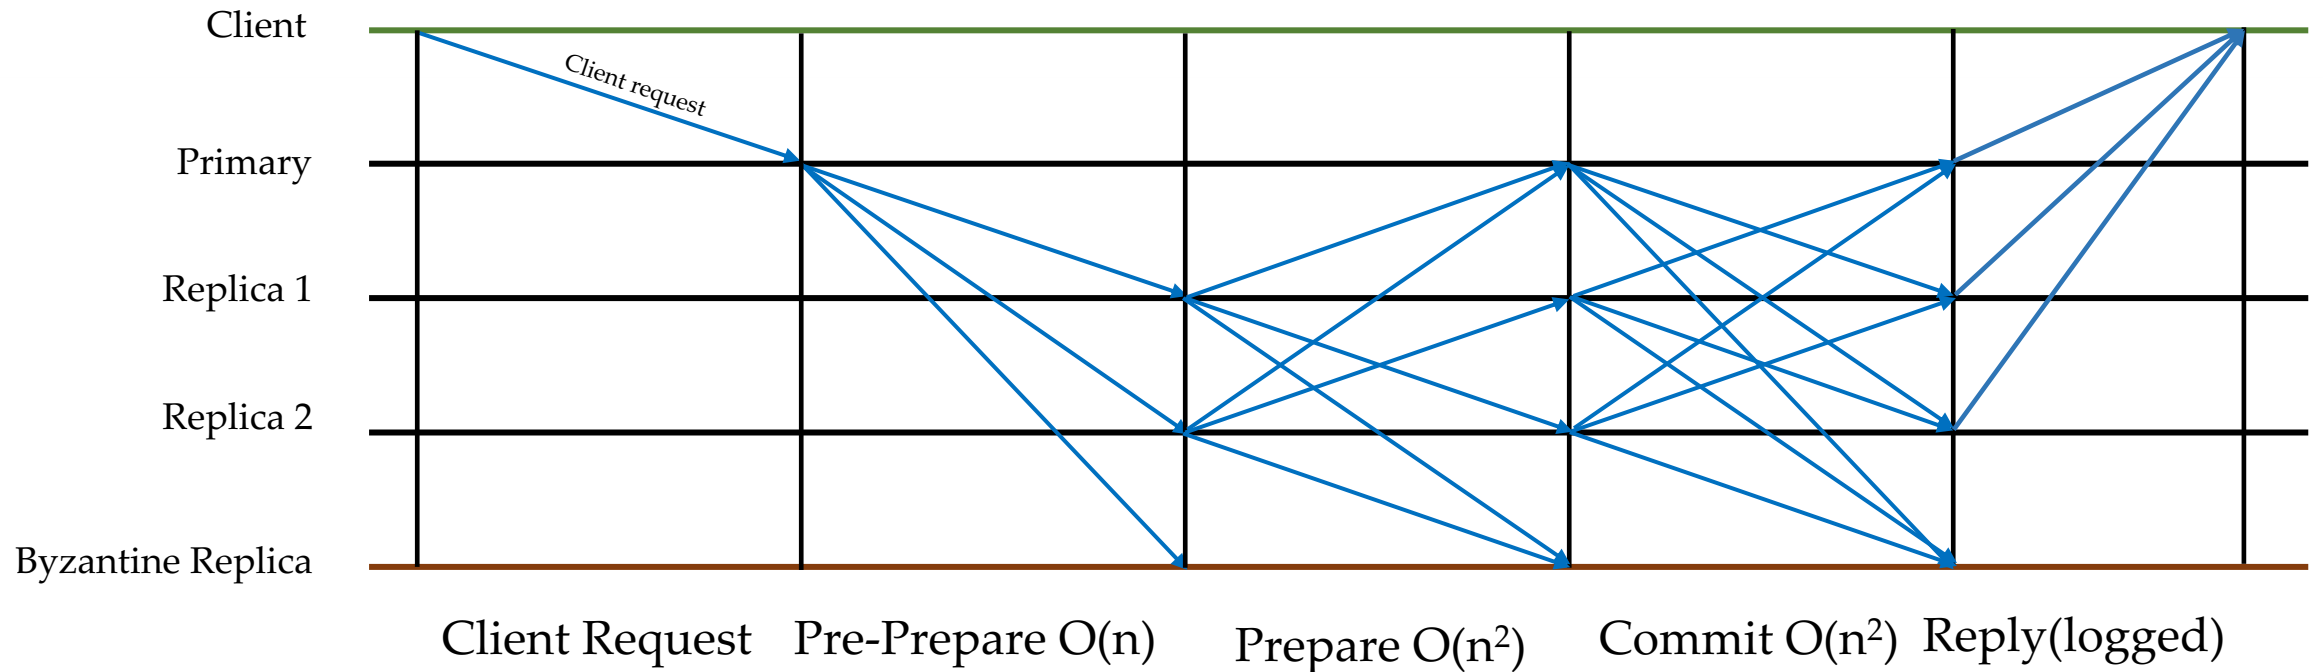 Client
Client request
Primary
Replica 1
Replica 2
Byzantine Replica
Client Request
Pre-Prepare O(n)
Prepare O(n²)
Commit O(n²)
Reply(logged)